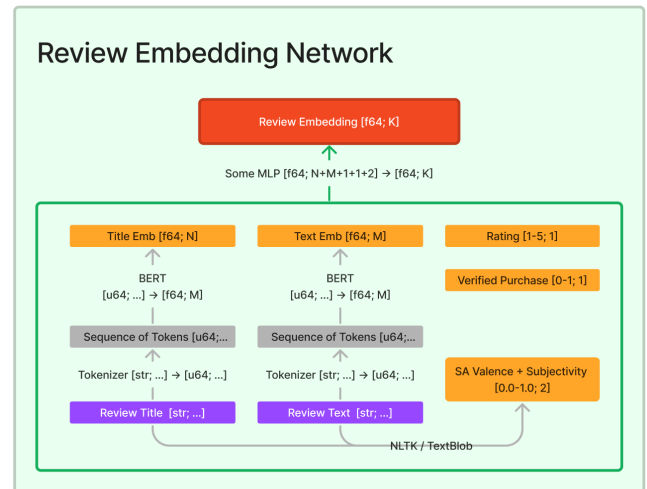 Review Embedding Network
Review Embedding [f64; K]
Some MLP [f64; N+M+1+1+2] → [f64; K]
Title Emb [f64; N]
Text Emb [f64; M]
Rating [1-5; 1]
BERT
[u64; ...] → [f64; M]
BERT
[u64; ...] → [f64; M]
Verified Purchase [0-1; 1]
Sequence of Tokens [u64;...
Sequence of Tokens [u64;...
Tokenizer [str; ...] → [u64; ...]
Tokenizer [str; ...] → [u64; ...]
SA Valence + Subjectivity
[0.0-1.0; 2]
Review Title [str; ...]
Review Text [str; ...]
NLTK / TextBlob